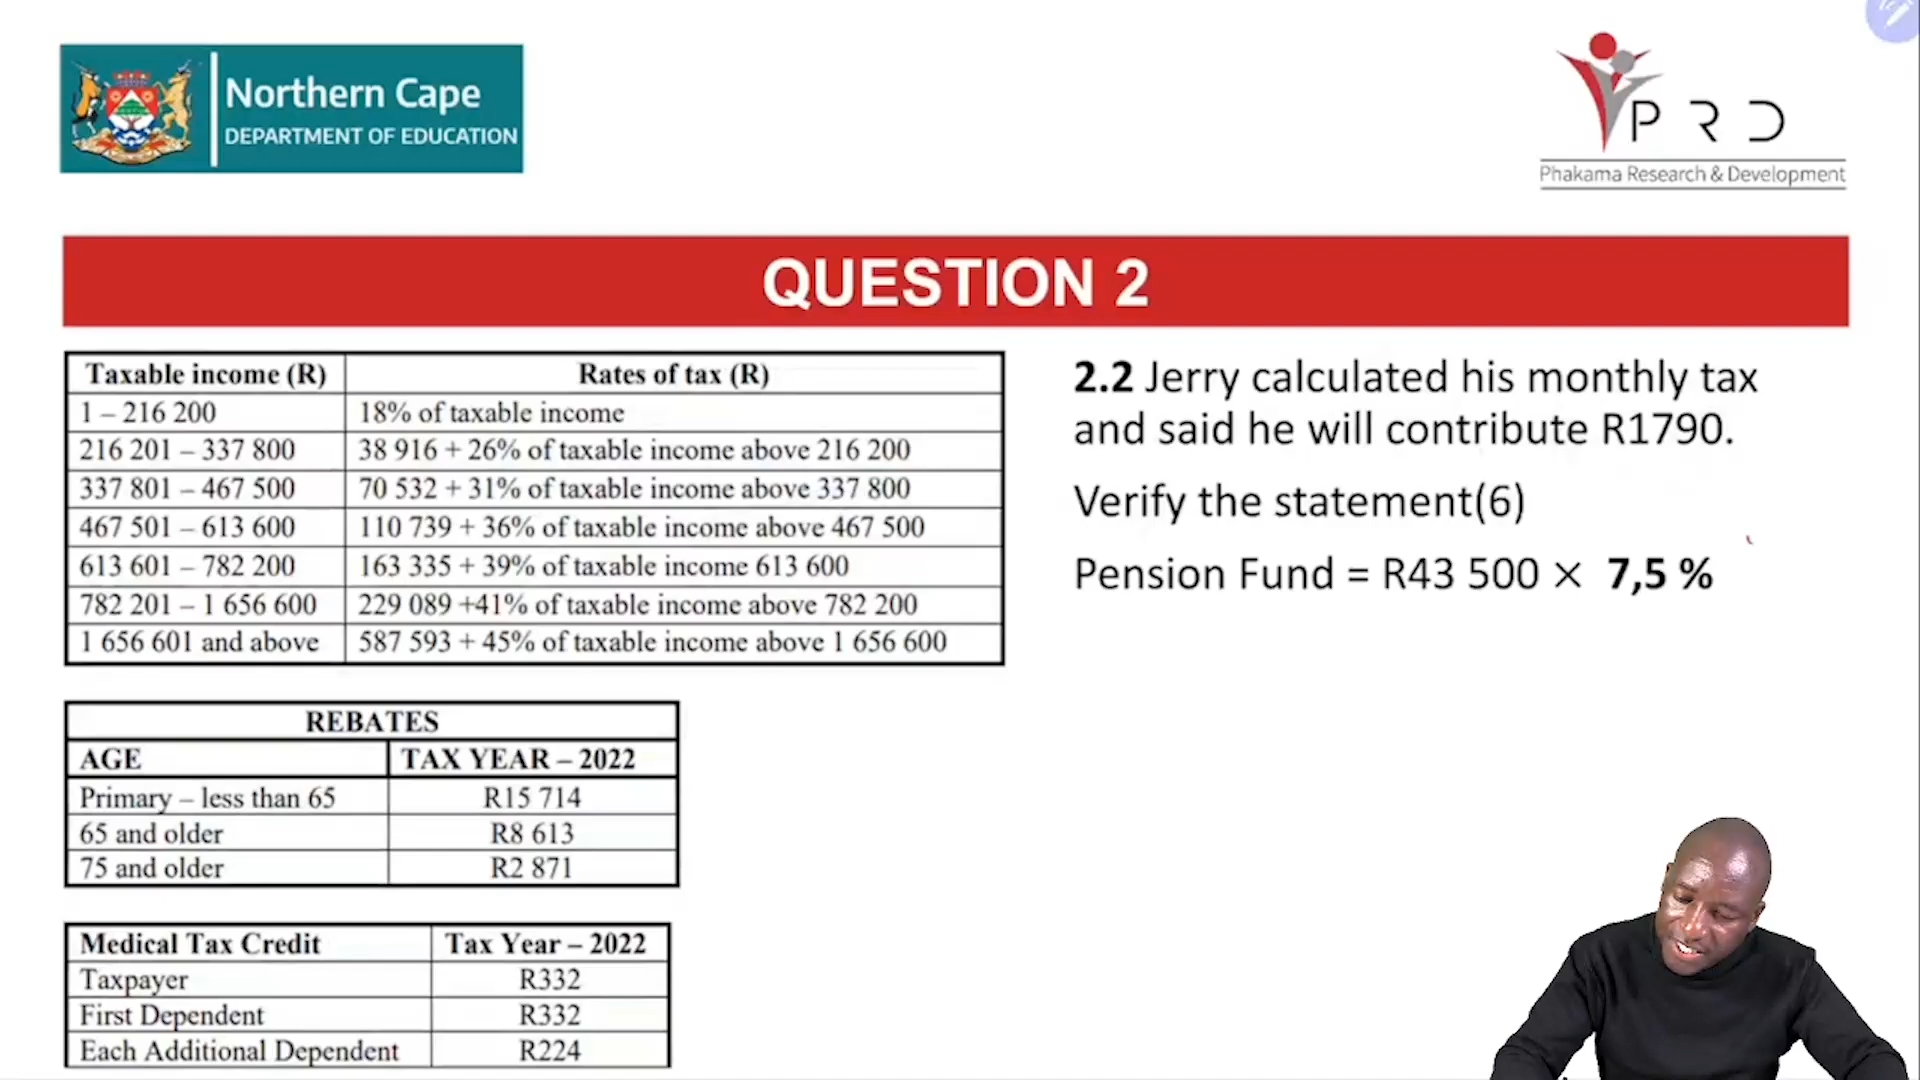 Northern Cape
DEPARTMENT OF EDUCATION
PRD
Phakama Research & Development
QUESTION 2
Taxable income (R) Rates of tax (R)
1 – 216 200 18% of taxable income
216 201 – 337 800 38 916 + 26% of taxable income above 216 200
337 801 – 467 500 70 532 + 31% of taxable income above 337 800
467 501 – 613 600 110 739 + 36% of taxable income above 467 500
613 601 – 782 200 163 335 + 39% of taxable income 613 600
782 201 – 1 656 600 229 089 +41% of taxable income above 782 200
1 656 601 and above 587 593 + 45% of taxable income above 1 656 600
REBATES
AGE TAX YEAR – 2022
Primary – less than 65 R15 714
65 and older R8 613
75 and older R2 871
Medical Tax Credit Tax Year – 2022
Taxpayer R332
First Dependent R332
Each Additional Dependent R224
2.2 Jerry calculated his monthly tax
and said he will contribute R1790.
Verify the statement(6)
Pension Fund = R43 500 × 7,5 %